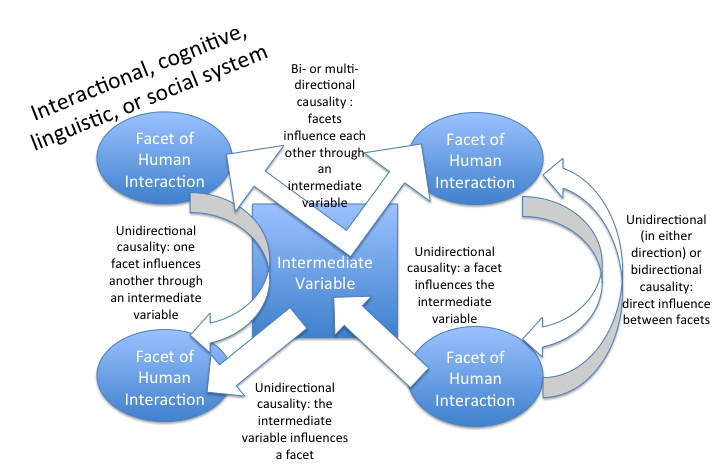 Interactional, cognitive,
linguistic, or social system
Bi- or multi-
directional
causality :
facets
influence each
other through
an
intermediate
variable
Facet of
Human
Interaction
Facet of
Human
Interaction
Unidirectional
causality: one
facet influences
another through
an intermediate
variable
Intermediate
Variable
Unidirectional
causality: a facet
influences the
intermediate
variable
Unidirectional
(in either
direction) or
bidirectional
causality:
direct influence
between facets
Facet of
Human
Interaction
Facet of
Human
Interaction
Unidirectional
causality: the
intermediate
variable influences
a facet